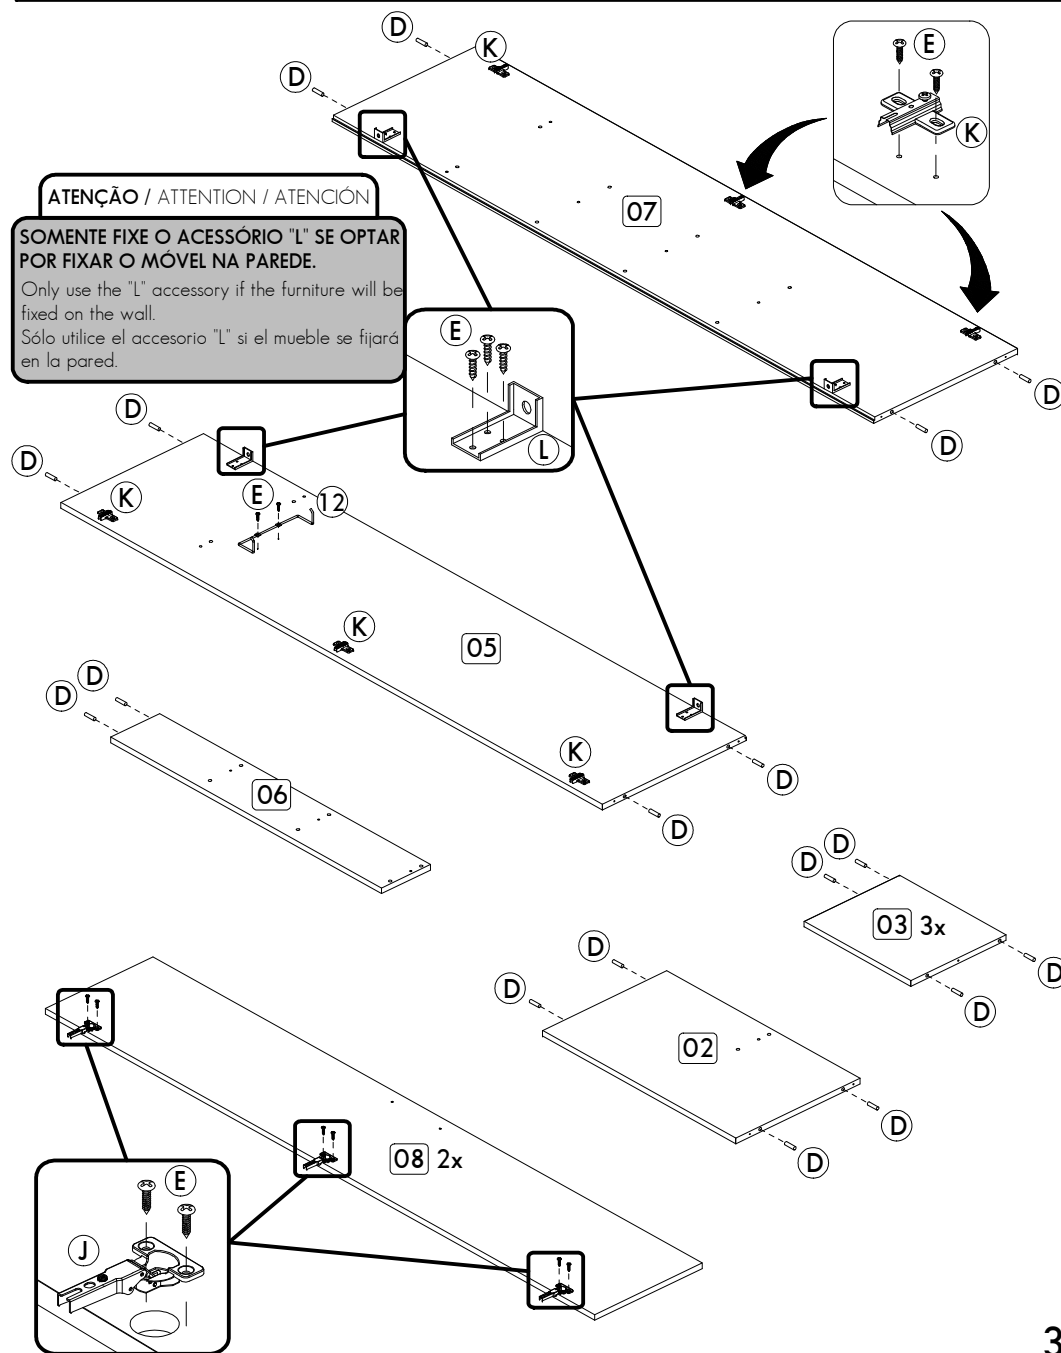 D
K
D
E
K
07
ATENÇÃO / ATTENTION / ATENCIÓN
SOMENTE FIXE O ACESSÓRIO "L" SE OPTAR
POR FIXAR O MÓVEL NA PAREDE.
Only use the "L" accessory if the furniture will be
fixed on the wall.
Sólo utilice el accesorio "L" si el mueble se fijará
en la pared.
E
L
D
D
D
D
K
E
12
K
05
K
D
D
D
D
06
D
D
03 3x
D
D
D
D
02
D
D
08 2x
E
J
3